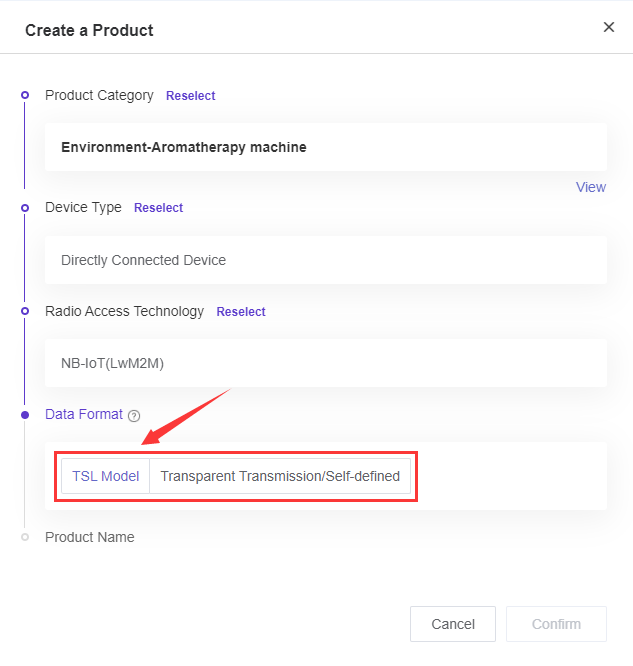 Create a Product
Product Category Reselect
Environment-Aromatherapy machine
View
Device Type Reselect
Directly Connected Device
Radio Access Technology Reselect
NB-IoT(LwM2M)
Data Format ?
TSL Model Transparent Transmission/Self-defined
Product Name
Cancel Confirm